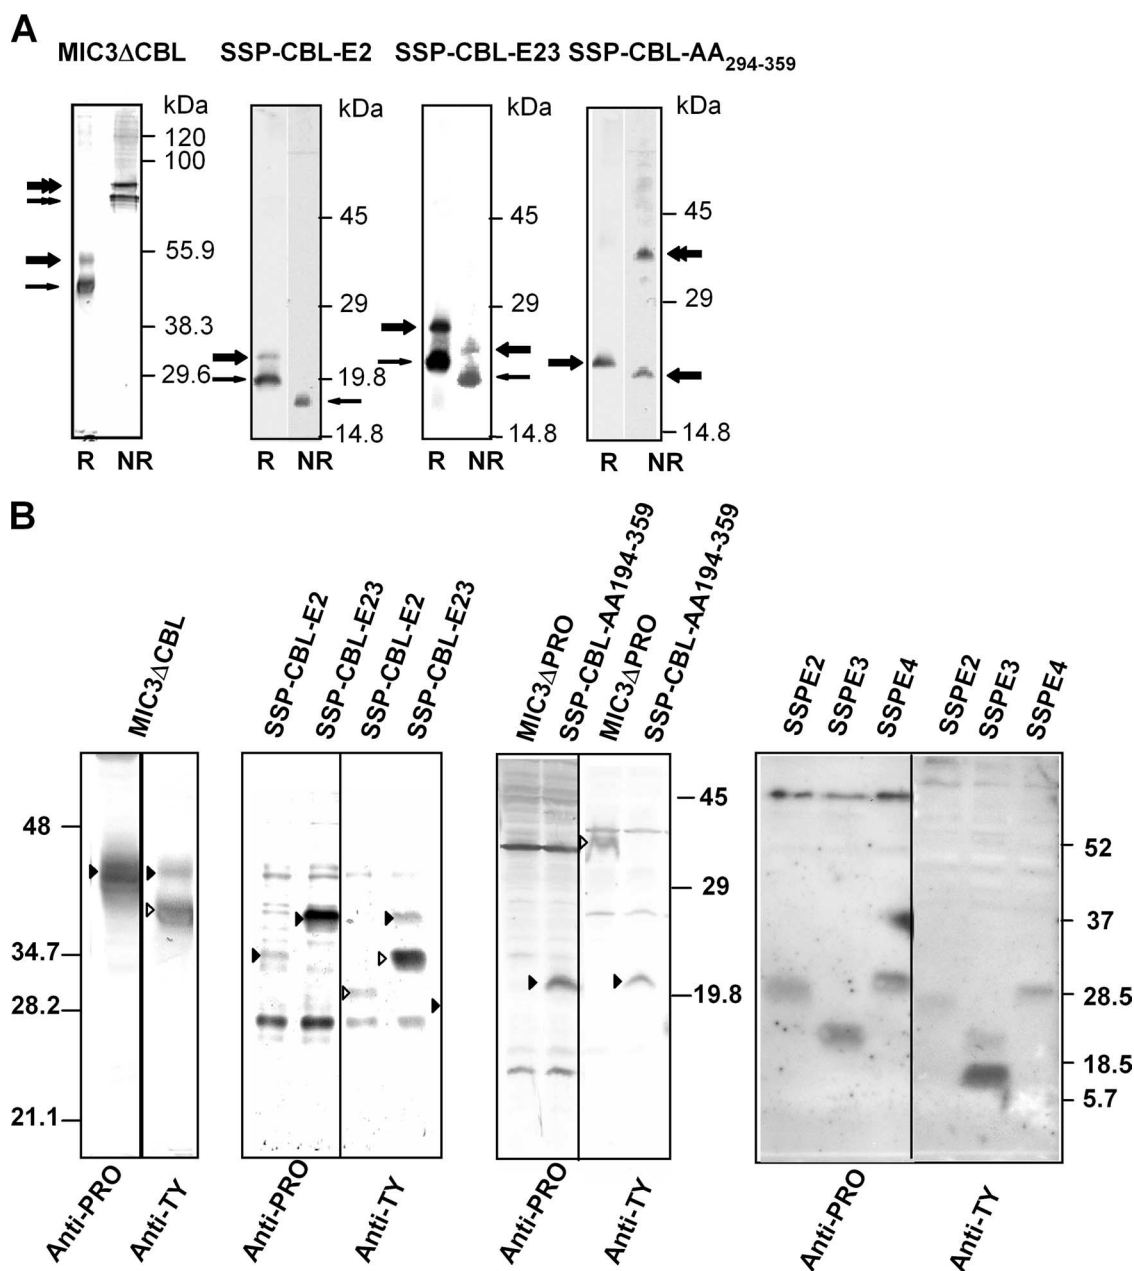 A
MIC3ΔCBL SSP-CBL-E2 SSP-CBL-E23 SSP-CBL-AA294-359
kDa kDa kDa kDa
120
100
55.9
38.3
29.6
45
29
19.8
14.8
45
29
14.8
45
29
14.8
R NR R NR R NR R NR
B
MIC3ΔCBL
SSP-CBL-E2
SSP-CBL-E23
SSP-CBL-E2
SSP-CBL-E23
MIC3ΔPRO
SSP-CBL-AA194-359
MIC3ΔPRO
SSP-CBL-AA194-359
SSPE2
SSPE3
SSPE4
SSPE2
SSPE3
SSPE4
48
34.7
28.2
21.1
45
29
19.8
52
37
28.5
18.5
5.7
Anti-PRO
Anti-TY
Anti-PRO
Anti-TY
Anti-PRO
Anti-TY
Anti-PRO
Anti-TY